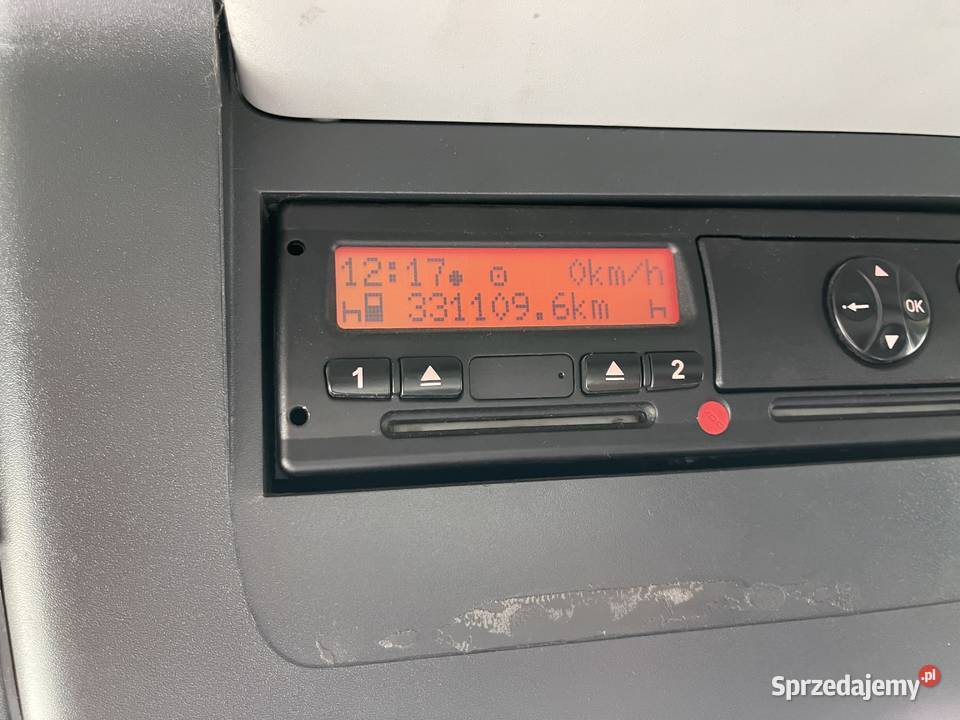 12:17 0km/h
331109.6km
1 2
OK
Sprzedajemy.pl